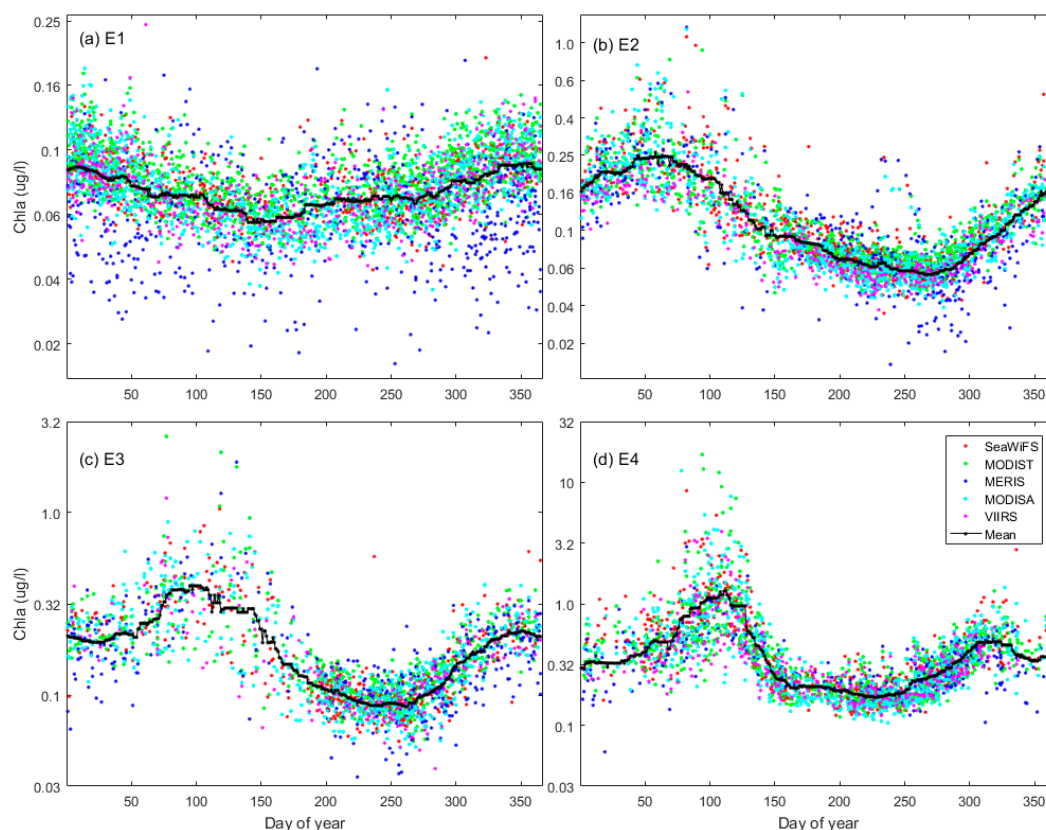 (a) E1
0.25
0.16
0.1
0.06
0.04
0.02
Chla (ug/l)
50 100 150 200 250 300 350
(b) E2
1.0
0.6
0.4
0.25
0.16
0.1
0.06
0.04
0.02
50 100 150 200 250 300 350
(c) E3
3.2
1.0
0.32
0.1
0.03
Chla (ug/l)
50 100 150 200 250 300 350
Day of year
(d) E4
32
10
3.2
1.0
0.32
0.1
0.03
SeaWiFS
MODIST
MERIS
MODISA
VIIRS
Mean
50 100 150 200 250 300 350
Day of year